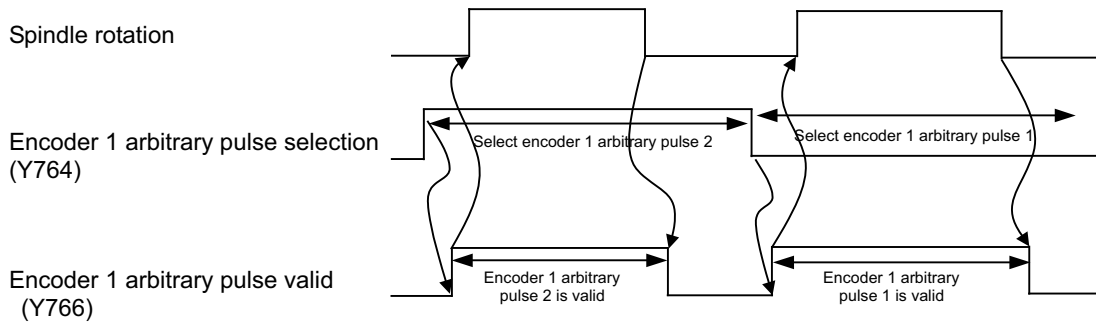 Spindle rotation
Encoder 1 arbitrary pulse selection
(Y764)
Select encoder 1 arbitrary pulse 2
Select encoder 1 arbitrary pulse 1
Encoder 1 arbitrary pulse valid
(Y766)
Encoder 1 arbitrary
pulse 2 is valid
Encoder 1 arbitrary
pulse 1 is valid